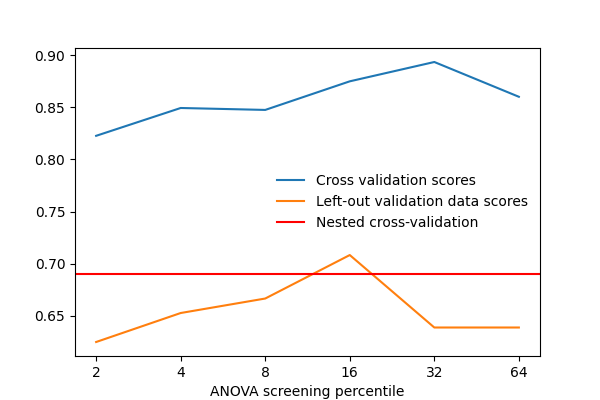 0.90
0.85
0.80
0.75
0.70
0.65
Cross validation scores
Left-out validation data scores
Nested cross-validation
2 4 8 16 32 64
ANOVA screening percentile